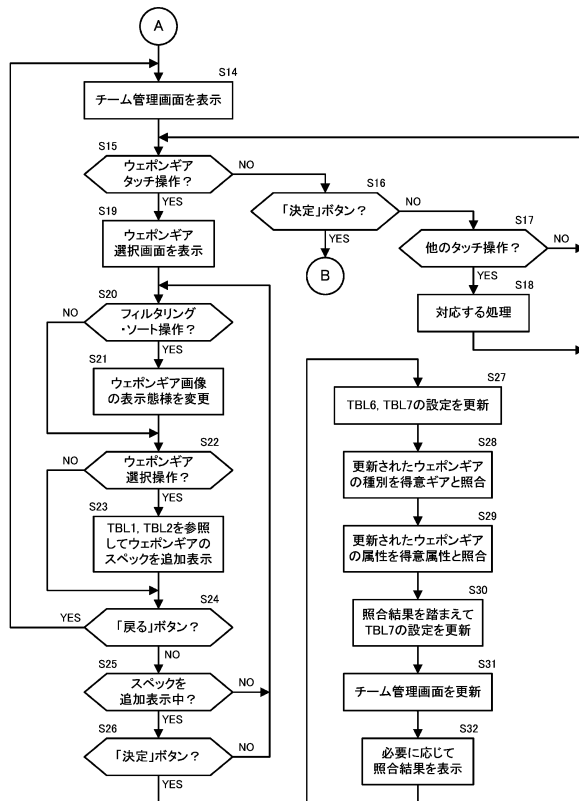 A
S14
チーム管理画面を表示
S15
ウェポンギア
タッチ操作？
NO
YES
S16
「決定」ボタン？
NO
YES
B
S17
他のタッチ操作？
NO
YES
S18
対応する処理
S19
ウェポンギア
選択画面を表示
S20
フィルタリング
・ソート操作？
NO
YES
S21
ウェポンギア画像
の表示態様を変更
S22
ウェポンギア
選択操作？
NO
YES
S23
TBL1, TBL2を参照
してウェポンギアの
スペックを追加表示
S24
「戻る」ボタン？
YES
NO
S25
スペックを
追加表示中？
NO
YES
S26
「決定」ボタン？
NO
YES
S27
TBL6, TBL7の設定を更新
S28
更新されたウェポンギア
の種別を得意ギアと照合
S29
更新されたウェポンギア
の属性を得意属性と照合
S30
照合結果を踏まえて
TBL7の設定を更新
S31
チーム管理画面を更新
S32
必要に応じて
照合結果を表示